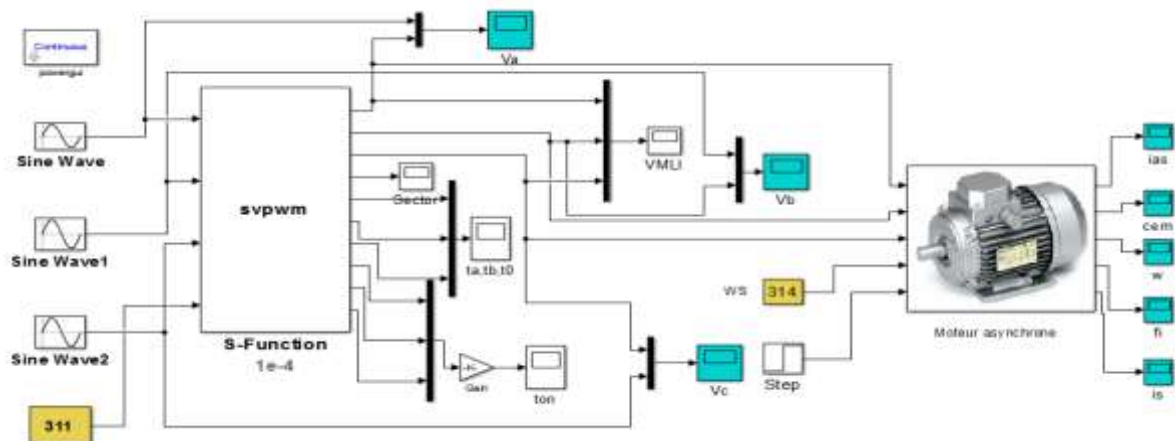 Continuous
powergui
Va
Sine Wave
svpwm
Sector
VMLI
Vb
ias
cem
Sine Wave1
ta,tb,t0
WS
314
w
Moteur asynchrone
fi
Sine Wave2
S-Function
1e-4
Gain
ton
Vc
Step
is
311